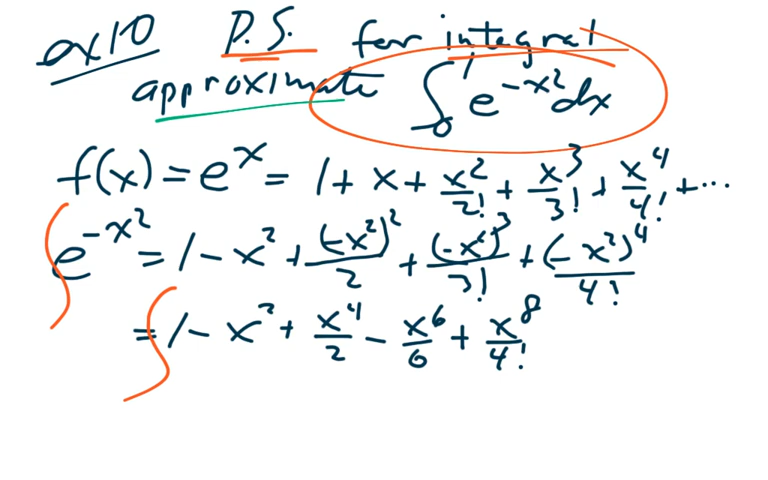 ex10 P.S. for integral
approximate ∫₀¹ e^{-x²}dx
f(x) = e^x = 1 + x + x²/2! + x³/3! + x⁴/4! + ...
∫ e^{-x²} = 1 - x² + (-x²)²/2 + (-x²)³/3! + (-x²)⁴/4!
= ∫ 1 - x² + x⁴/2 - x⁶/6 + x⁸/4!